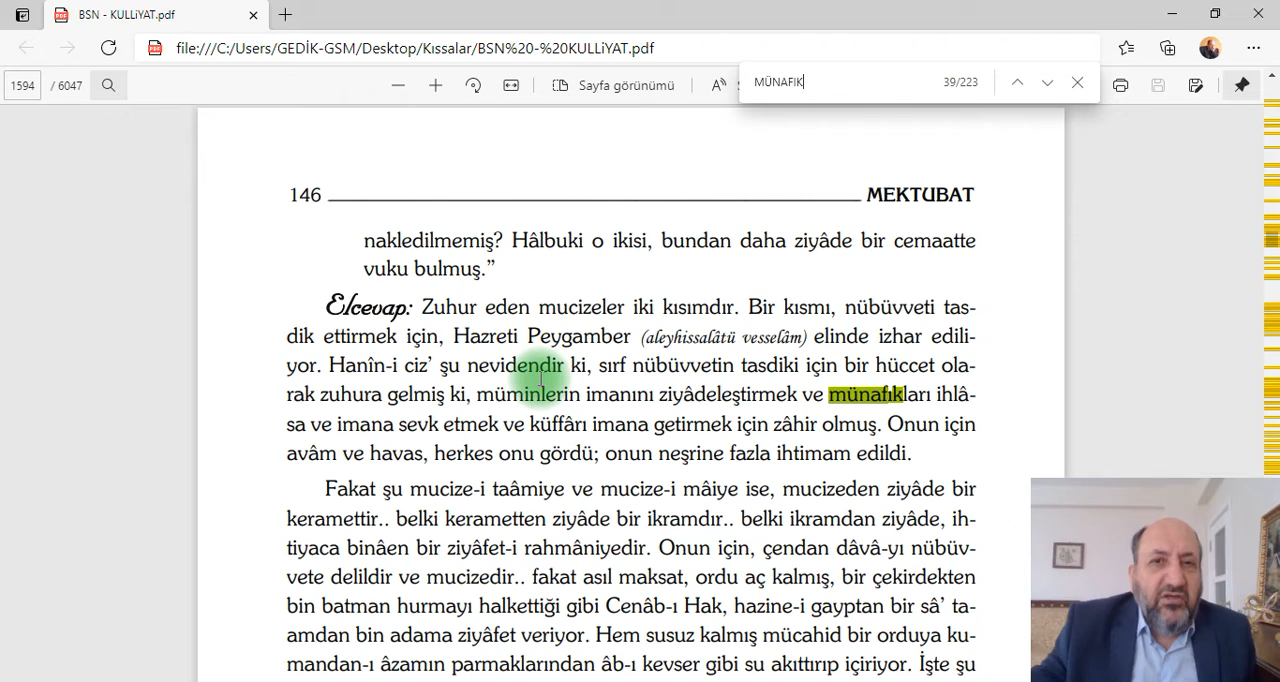 BSN - KULLiYAT.pdf
file:///C:/Users/GEDİK-GSM/Desktop/Kıssalar/BSN%20-%20KULLiYAT.pdf
1594 / 6047
Sayfa görünümü
A
MÜNAFIK
39/223
146 MEKTUBAT
nakledilmemiş? Hâlbuki o ikisi, bundan daha ziyâde bir cemaatte
vuku bulmuş.”
Elcevap: Zuhur eden mucizeler iki kısımdır. Bir kısmı, nübüvveti tas-
dik ettirmek için, Hazreti Peygamber (aleyhissalâtü vesselâm) elinde izhar edili-
yor. Hanîn-i ciz’ şu nevidendir ki, sırf nübüvvetin tasdiki için bir hüccet ola-
rak zuhura gelmiş ki, müminlerin imanını ziyâdeleştirmek ve münafıkları ihlâ-
sa ve imana sevk etmek ve küffârı imana getirmek için zâhir olmuş. Onun için
avâm ve havas, herkes onu gördü; onun neşrine fazla ihtimam edildi.
Fakat şu mucize-i taâmiye ve mucize-i mâiye ise, mucizeden ziyâde bir
keramettir.. belki kerametten ziyâde bir ikramdır.. belki ikramdan ziyâde, ih-
tiyaca binâen bir ziyâfet-i rahmâniyedir. Onun için, çendan dâvâ-yı nübüv-
vete delildir ve mucizedir.. fakat asıl maksat, ordu aç kalmış, bir çekirdekten
bin batman hurmayı halkettiği gibi Cenâb-ı Hak, hazine-i gayptan bir sâ’ ta-
amdan bin adama ziyâfet veriyor. Hem susuz kalmış mücahid bir orduya ku-
mandan-ı âzamın parmaklarından âb-ı kevser gibi su akıttırıp içiriyor. İşte şu